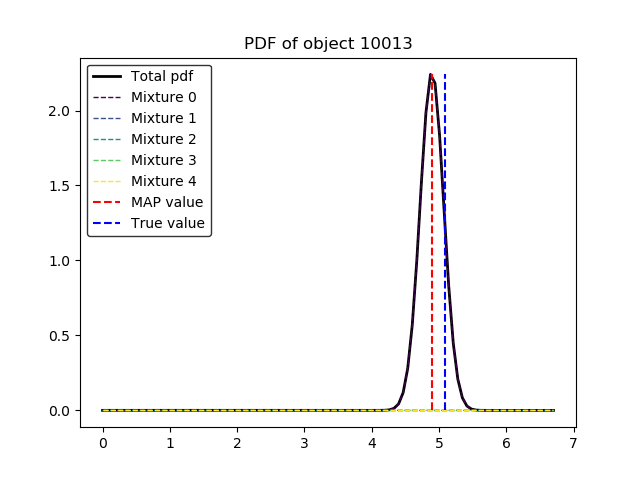 PDF of object 10013
Total pdf
Mixture 0
Mixture 1
Mixture 2
Mixture 3
Mixture 4
MAP value
True value
2.0
1.5
1.0
0.5
0.0
0 1 2 3 4 5 6 7